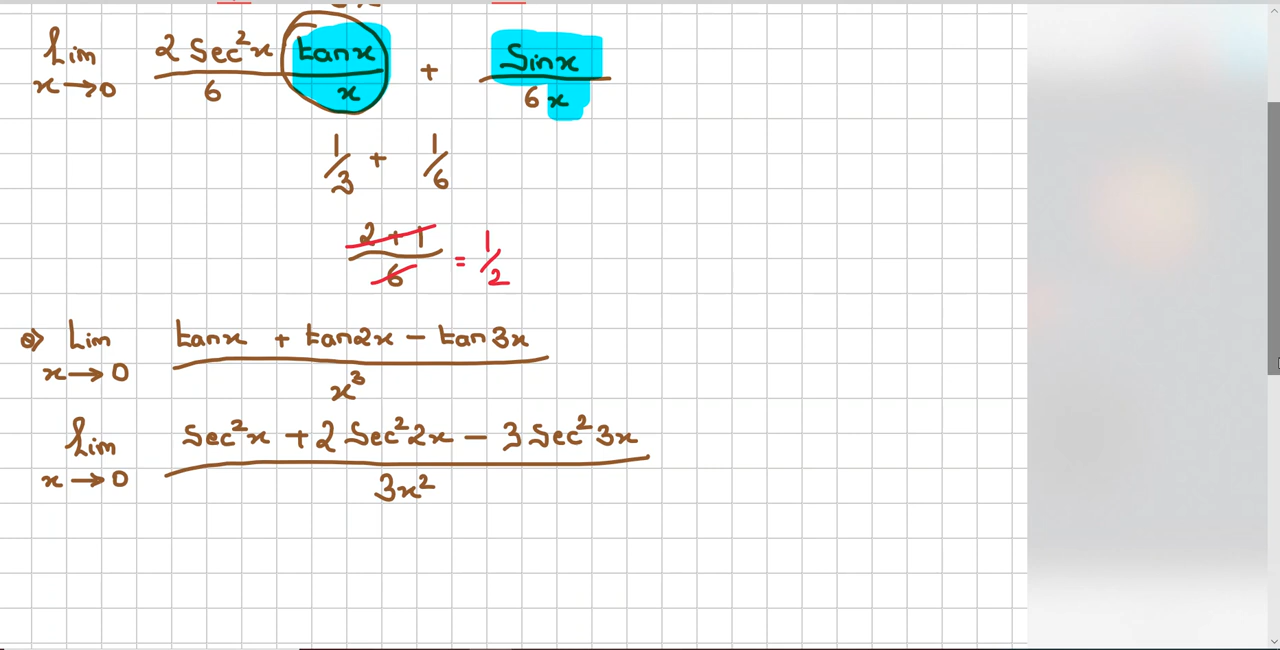 Lim x→0 2 Sec²x/6 tanx/x + Sinx/6x
1/3 + 1/6
2 + 1/6 = 1/2
Q) Lim x→0 tanx + tan2x − tan3x/x³
Lim x→0 Sec²x + 2 Sec²2x − 3 Sec²3x/3x²